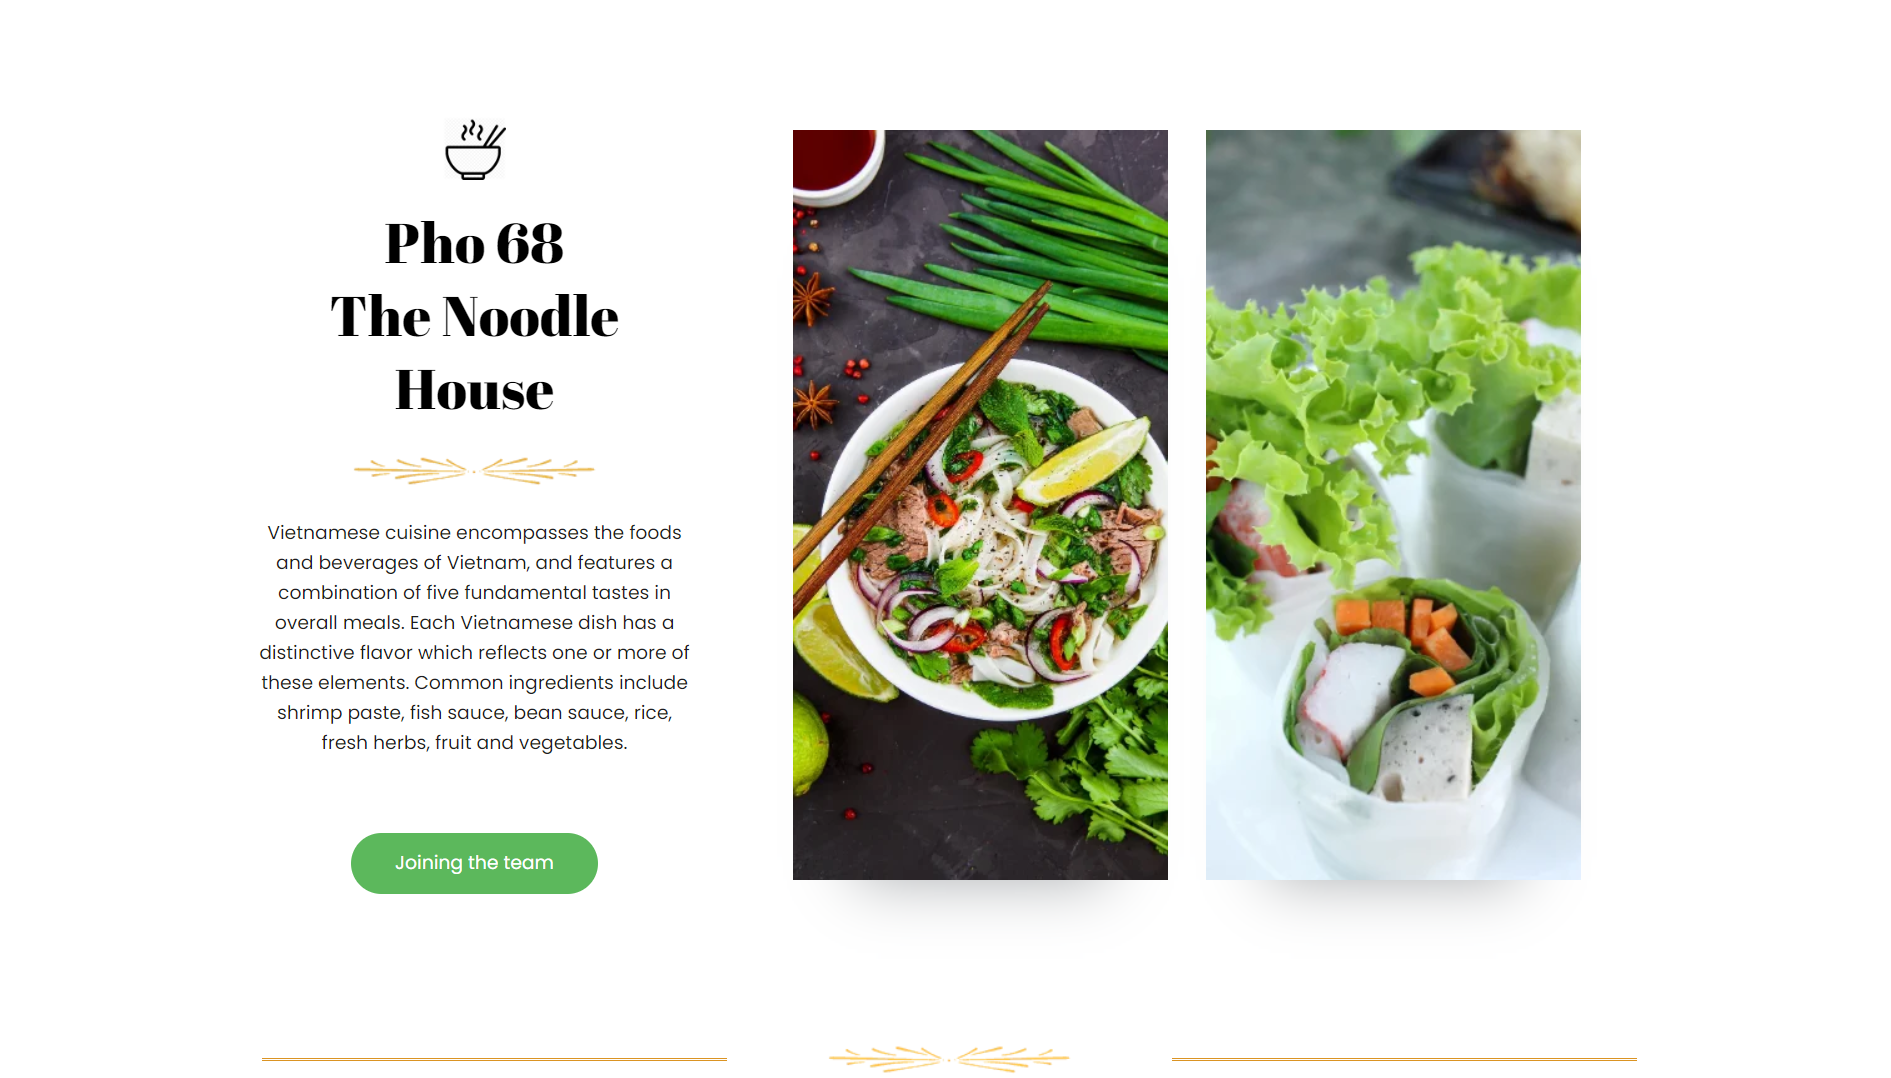 Pho 68
The Noodle
House
Vietnamese cuisine encompasses the foods
and beverages of Vietnam, and features a
combination of five fundamental tastes in
overall meals. Each Vietnamese dish has a
distinctive flavor which reflects one or more of
these elements. Common ingredients include
shrimp paste, fish sauce, bean sauce, rice,
fresh herbs, fruit and vegetables.
Joining the team